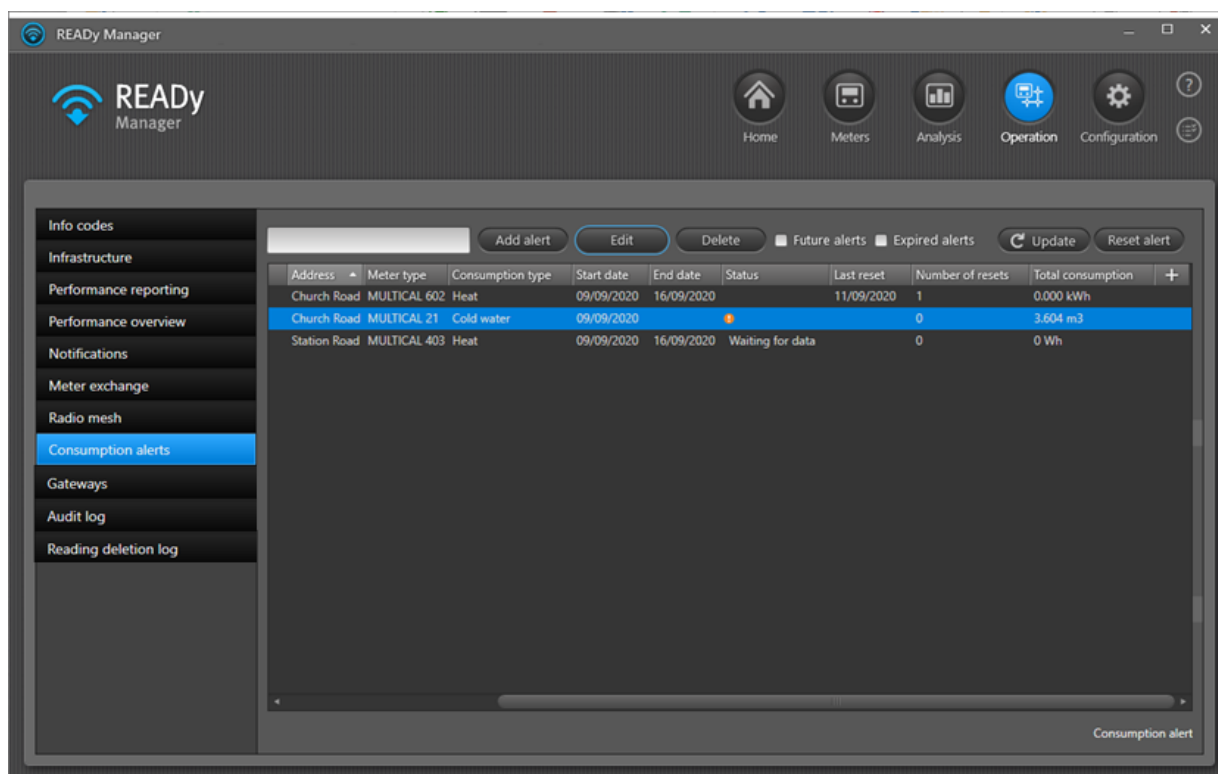 READy Manager
READy
Manager
Home Meters Analysis Operation Configuration
Info codes
Infrastructure
Performance reporting
Performance overview
Notifications
Meter exchange
Radio mesh
Consumption alerts
Gateways
Audit log
Reading deletion log
Add alert Edit Delete Future alerts Expired alerts Update Reset alert
Address Meter type Consumption type Start date End date Status Last reset Number of resets Total consumption +
Church Road MULTICAL 602 Heat 09/09/2020 16/09/2020 11/09/2020 1 0.000 kWh
Church Road MULTICAL 21 Cold water 09/09/2020 0 3.604 m3
Station Road MULTICAL 403 Heat 09/09/2020 16/09/2020 Waiting for data 0 0 Wh
Consumption alert